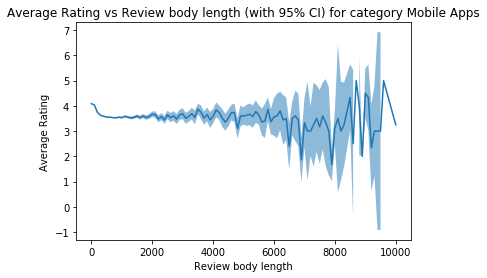 Average Rating vs Review body length (with 95% CI) for category Mobile Apps
7
6
5
4
3
2
1
0
−1
Average Rating
0 2000 4000 6000 8000 10000
Review body length